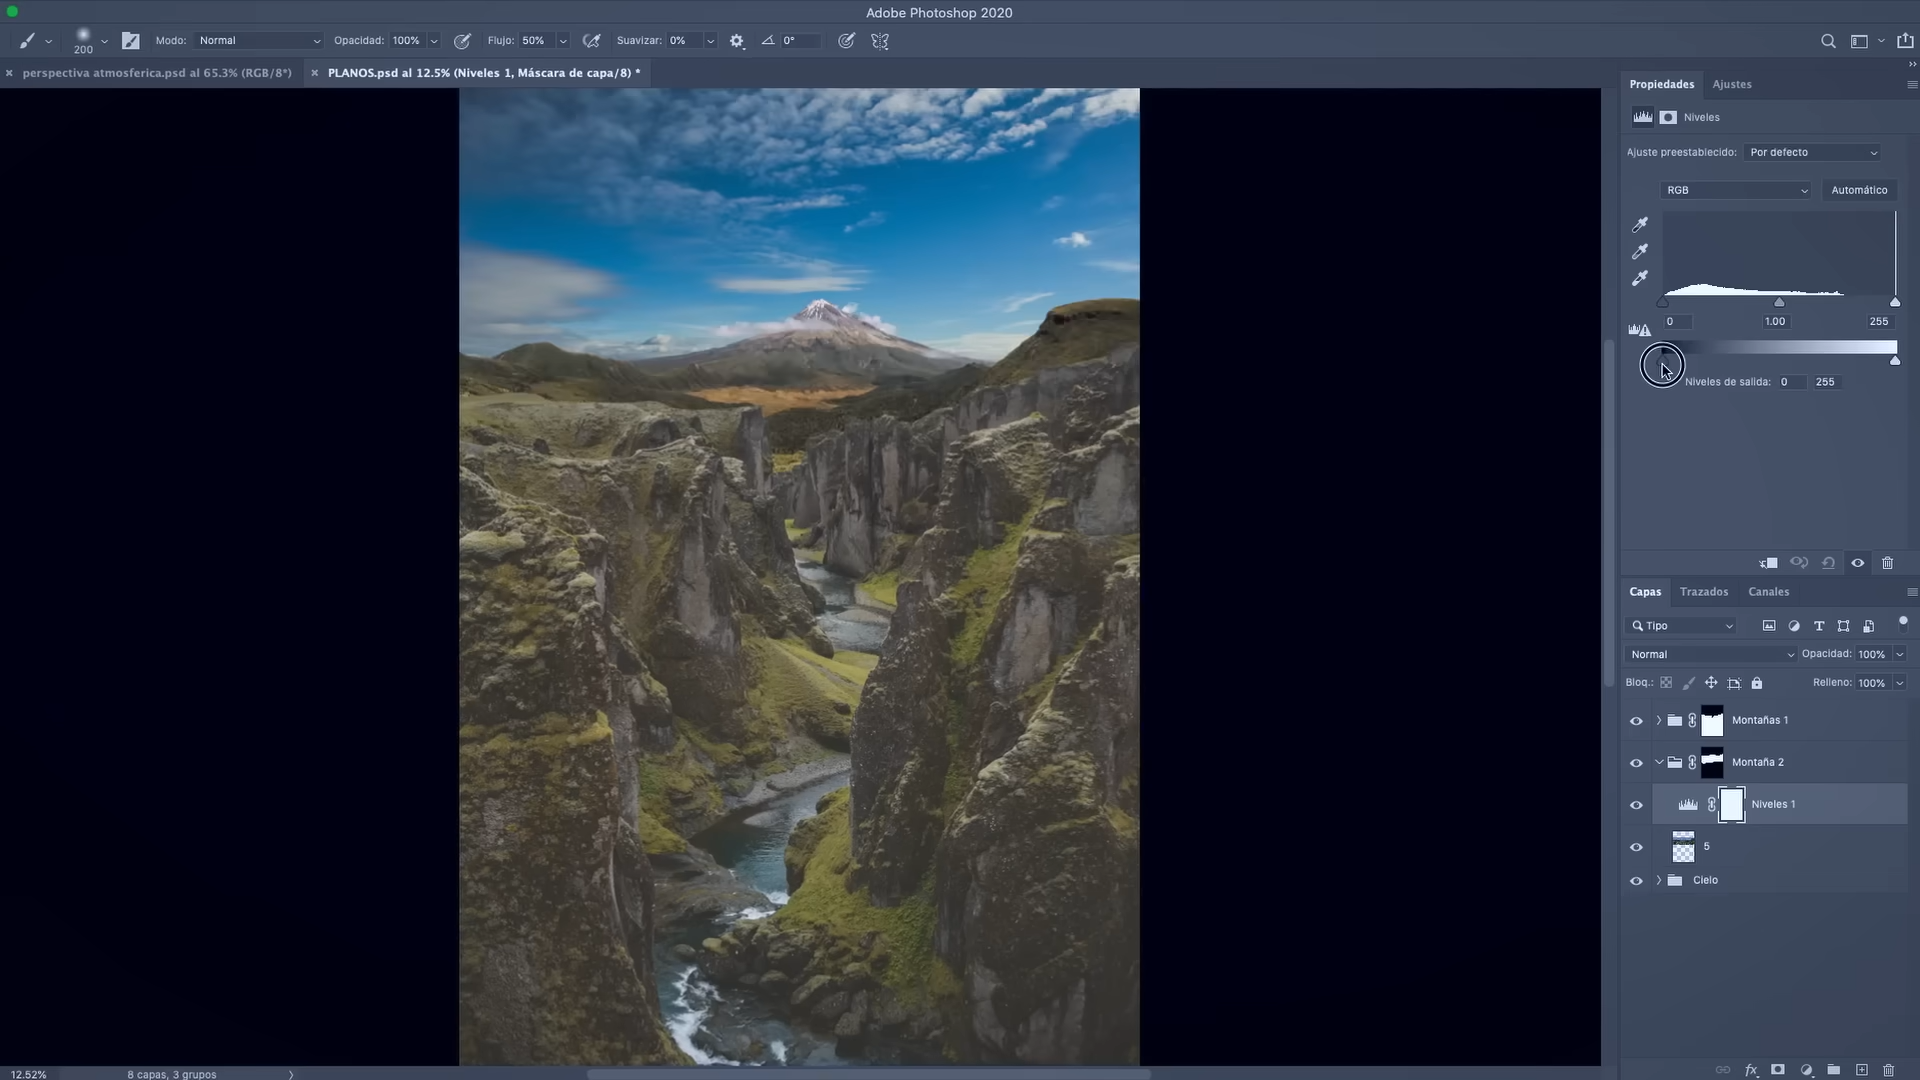 Adobe Photoshop 2020
200 Modo: Normal Opacidad: 100% Flujo: 50% Suavizar: 0% 0°
perspectiva atmosferica.psd al 65.3% (RGB/8*) PLANOS.psd al 12.5% (Niveles 1, Máscara de capa/8) *
Propiedades Ajustes
Niveles
Ajuste preestablecido: Por defecto
RGB Automático
0 1.00 255
Niveles de salida: 0 255
Capas Trazados Canales
Tipo
Normal Opacidad: 100%
Bloq.: Relleno: 100%
Montañas 1
Montaña 2
Niveles 1
5
Cielo
fx
12.52% 8 capas, 3 grupos